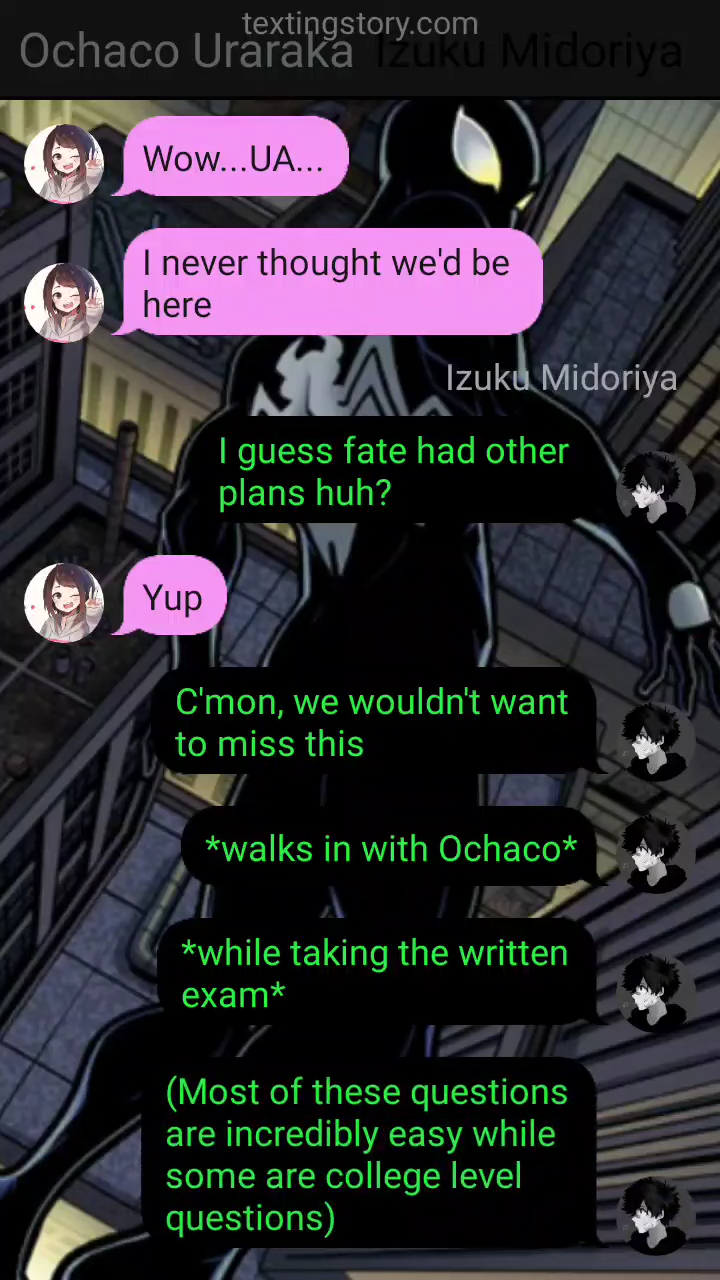 textingstory.com
Ochaco Uraraka Izuku Midoriya
Wow...UA...
I never thought we'd be
here
Izuku Midoriya
I guess fate had other
plans huh?
Yup
C'mon, we wouldn't want
to miss this
*walks in with Ochaco*
*while taking the written
exam*
(Most of these questions
are incredibly easy while
some are college level
questions)